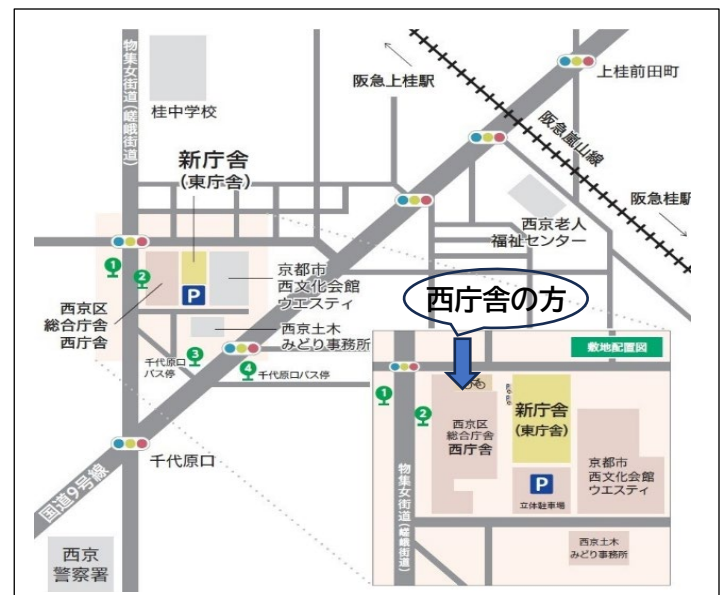 物集女街道(嵯峨街道)
桂中学校
阪急上桂駅
上桂前田町
阪急嵐山線
阪急桂駅
新庁舎
(東庁舎)
西京老人
福祉センター
1
2
P
京都市
西文化会館
ウエスティ
西京区
総合庁舎
西庁舎
西京土木
みどり事務所
千代原口
バス停
3
4
千代原口バス停
千代原口
国道9号線
西京
警察署
西庁舎の方
敷地配置図
1
2
西京区
総合庁舎
西庁舎
新庁舎
(東庁舎)
P
立体駐車場
京都市
西文化会館
ウエスティ
物集女街道(嵯峨街道)
西京土木
みどり事務所